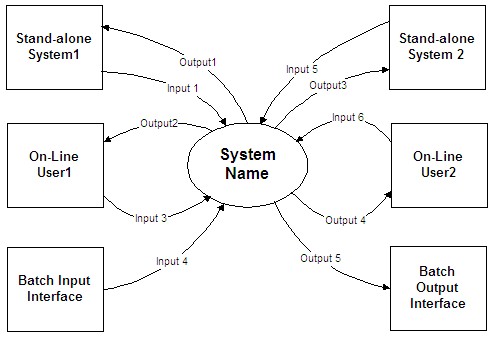 Stand-alone
System1
Output1
Input 1
Input 5
Output3
Stand-alone
System 2
On-Line
User1
Output2
Input 3
System
Name
Input 6
Output 4
On-Line
User2
Batch Input
Interface
Input 4
Output 5
Batch
Output
Interface